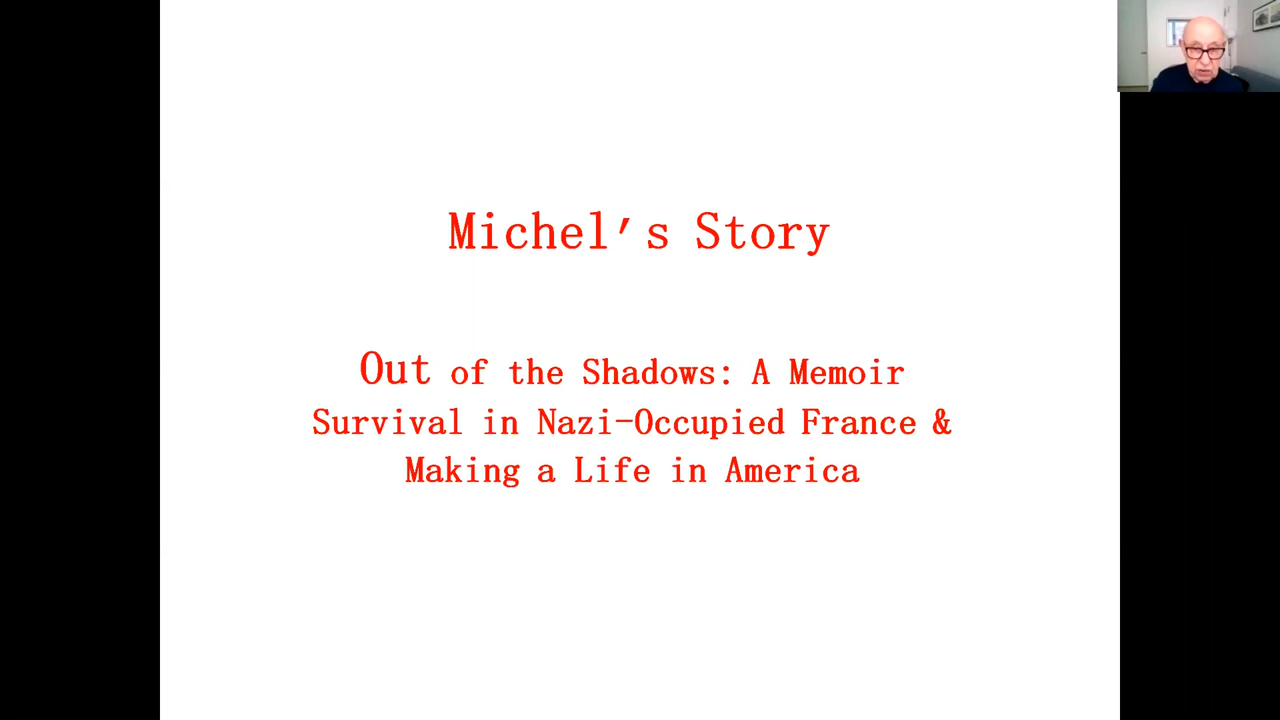 Michel's Story
Out of the Shadows: A Memoir
Survival in Nazi-Occupied France &
Making a Life in America